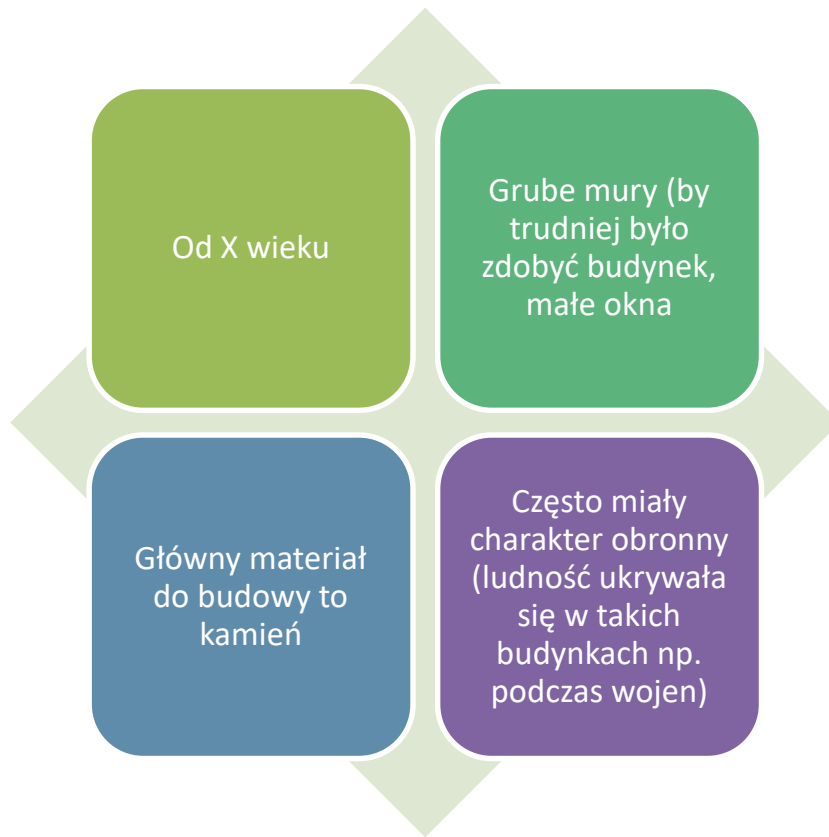 Od X wieku
Grube mury (by
trudniej było
zdobyć budynek,
małe okna
Główny materiał
do budowy to
kamień
Często miały
charakter obronny
(ludność ukrywała
się w takich
budynkach np.
podczas wojen)